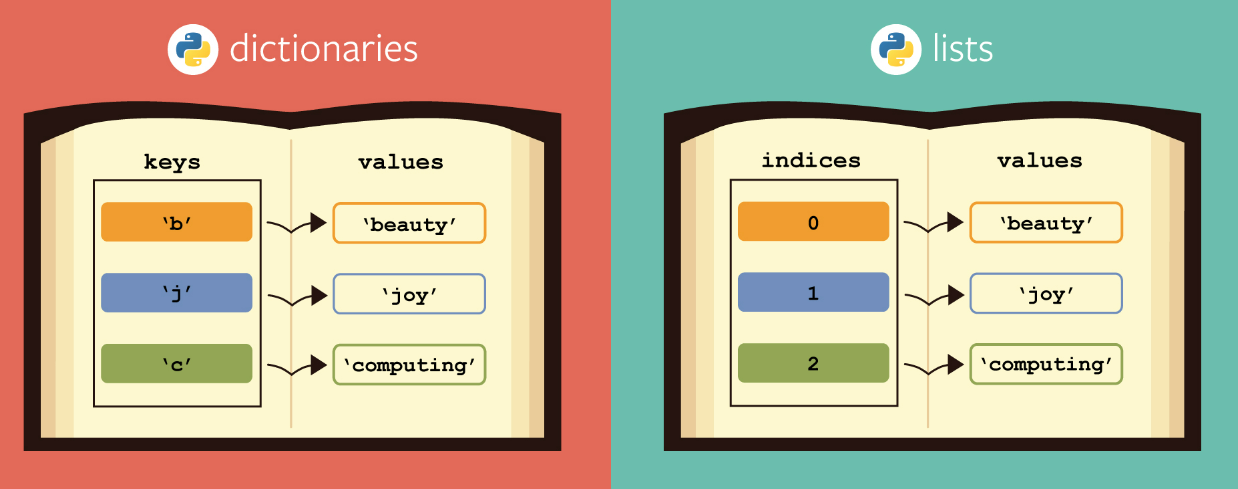 dictionaries
keys values
‘b’ ‘beauty’
‘j’ ‘joy’
‘c’ ‘computing’
lists
indices values
0 ‘beauty’
1 ‘joy’
2 ‘computing’